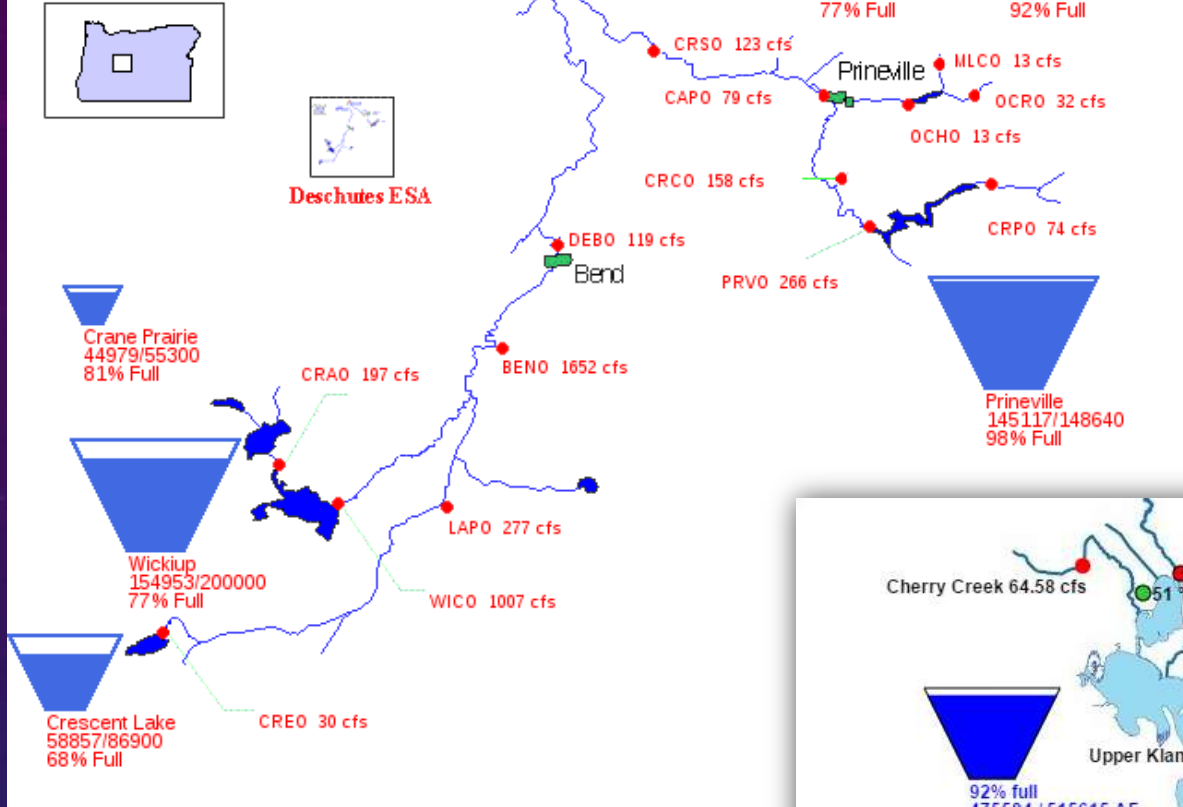 77% Full
92% Full
CRSO 123 cfs
Prineville
MLCO 13 cfs
CAPO 79 cfs
OCRO 32 cfs
OCHO 13 cfs
Deschutes ESA
CRCO 158 cfs
CRPO 74 cfs
DEBO 119 cfs
Bend
PRVO 266 cfs
Crane Prairie
44979/55300
81% Full
CRAO 197 cfs
BENO 1652 cfs
Prineville
145117/148640
98% Full
LAPO 277 cfs
Wickiup
154953/200000
77% Full
WICO 1007 cfs
Cherry Creek 64.58 cfs
51 °
Crescent Lake
58857/86900
68% Full
CREO 30 cfs
Upper Klam
92% full